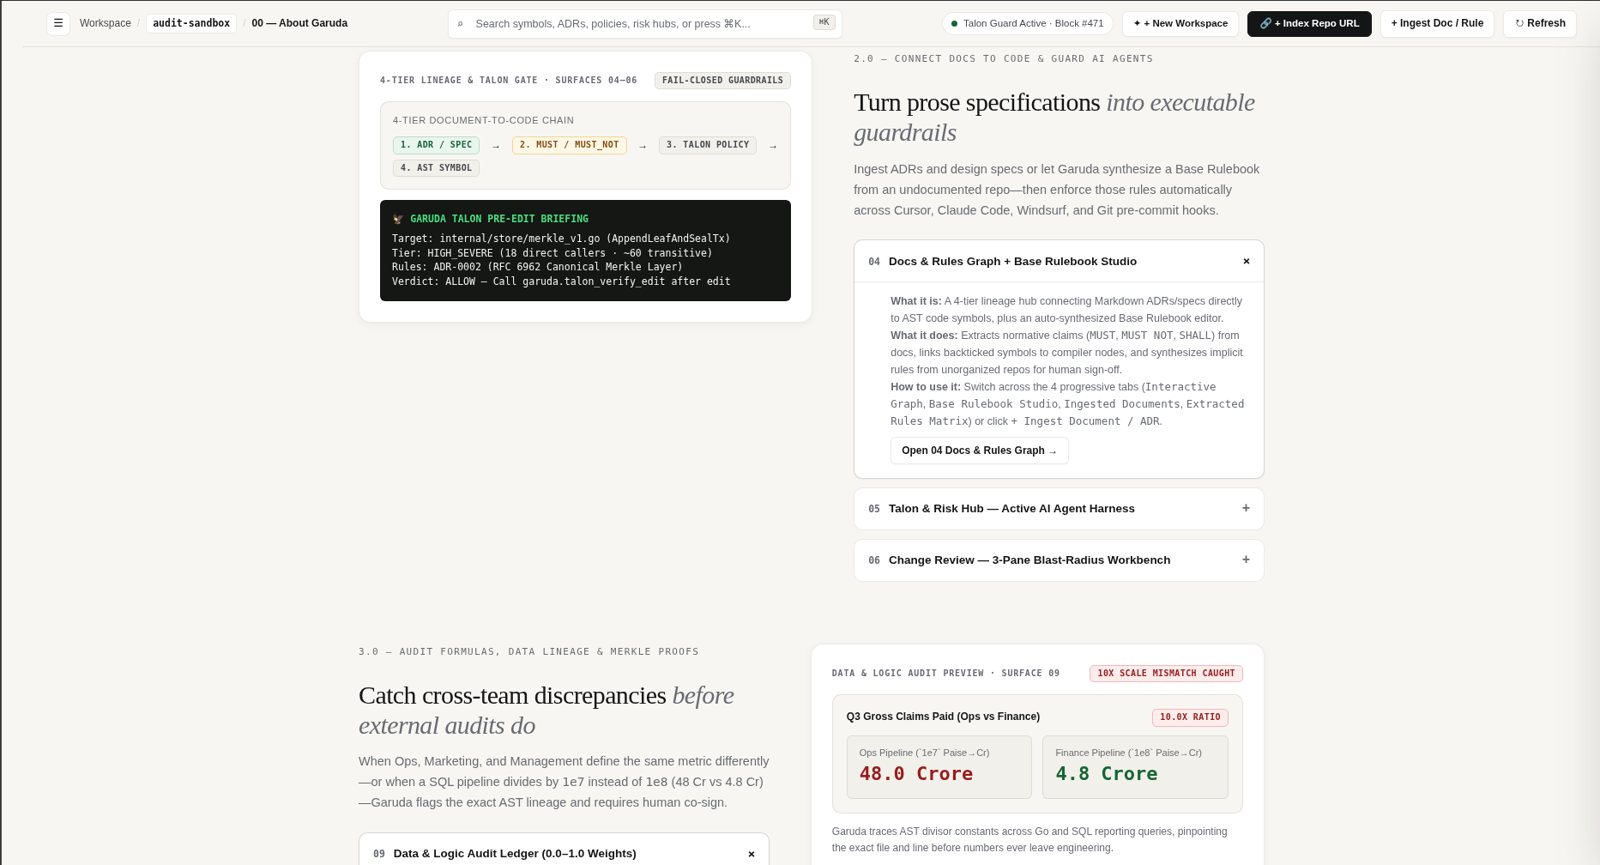 ☰ Workspace / audit-sandbox / 00 — About Garuda
⌕ Search symbols, ADRs, policies, risk hubs, or press ⌘K... ⌘K
Talon Guard Active · Block #471
✦ + New Workspace
🔗 + Index Repo URL
+ Ingest Doc / Rule
↻ Refresh
4-TIER LINEAGE & TALON GATE · SURFACES 04–06
FAIL-CLOSED GUARDRAILS
4-TIER DOCUMENT-TO-CODE CHAIN
1. ADR / SPEC → 2. MUST / MUST_NOT → 3. TALON POLICY →
4. AST SYMBOL
🦅 GARUDA TALON PRE-EDIT BRIEFING
Target: internal/store/merkle_v1.go (AppendLeafAndSealTx)
Tier: HIGH_SEVERE (18 direct callers · ~60 transitive)
Rules: ADR-0002 (RFC 6962 Canonical Merkle Layer)
Verdict: ALLOW — Call garuda.talon_verify_edit after edit
2.0 — CONNECT DOCS TO CODE & GUARD AI AGENTS
Turn prose specifications into executable
guardrails
Ingest ADRs and design specs or let Garuda synthesize a Base Rulebook
from an undocumented repo—then enforce those rules automatically
across Cursor, Claude Code, Windsurf, and Git pre-commit hooks.
04 Docs & Rules Graph + Base Rulebook Studio ×
What it is: A 4-tier lineage hub connecting Markdown ADRs/specs directly
to AST code symbols, plus an auto-synthesized Base Rulebook editor.
What it does: Extracts normative claims (MUST, MUST NOT, SHALL) from
docs, links backticked symbols to compiler nodes, and synthesizes implicit
rules from unorganized repos for human sign-off.
How to use it: Switch across the 4 progressive tabs (Interactive
Graph, Base Rulebook Studio, Ingested Documents, Extracted
Rules Matrix) or click + Ingest Document / ADR.
Open 04 Docs & Rules Graph →
05 Talon & Risk Hub — Active AI Agent Harness +
06 Change Review — 3-Pane Blast-Radius Workbench +
3.0 — AUDIT FORMULAS, DATA LINEAGE & MERKLE PROOFS
Catch cross-team discrepancies before
external audits do
When Ops, Marketing, and Management define the same metric differently
—or when a SQL pipeline divides by 1e7 instead of 1e8 (48 Cr vs 4.8 Cr)
—Garuda flags the exact AST lineage and requires human co-sign.
09 Data & Logic Audit Ledger (0.0–1.0 Weights) ×
DATA & LOGIC AUDIT PREVIEW · SURFACE 09
10X SCALE MISMATCH CAUGHT
Q3 Gross Claims Paid (Ops vs Finance)
10.0X RATIO
Ops Pipeline (`1e7` Paise→Cr)
48.0 Crore
Finance Pipeline (`1e8` Paise→Cr)
4.8 Crore
Garuda traces AST divisor constants across Go and SQL reporting queries, pinpointing
the exact file and line before numbers ever leave engineering.